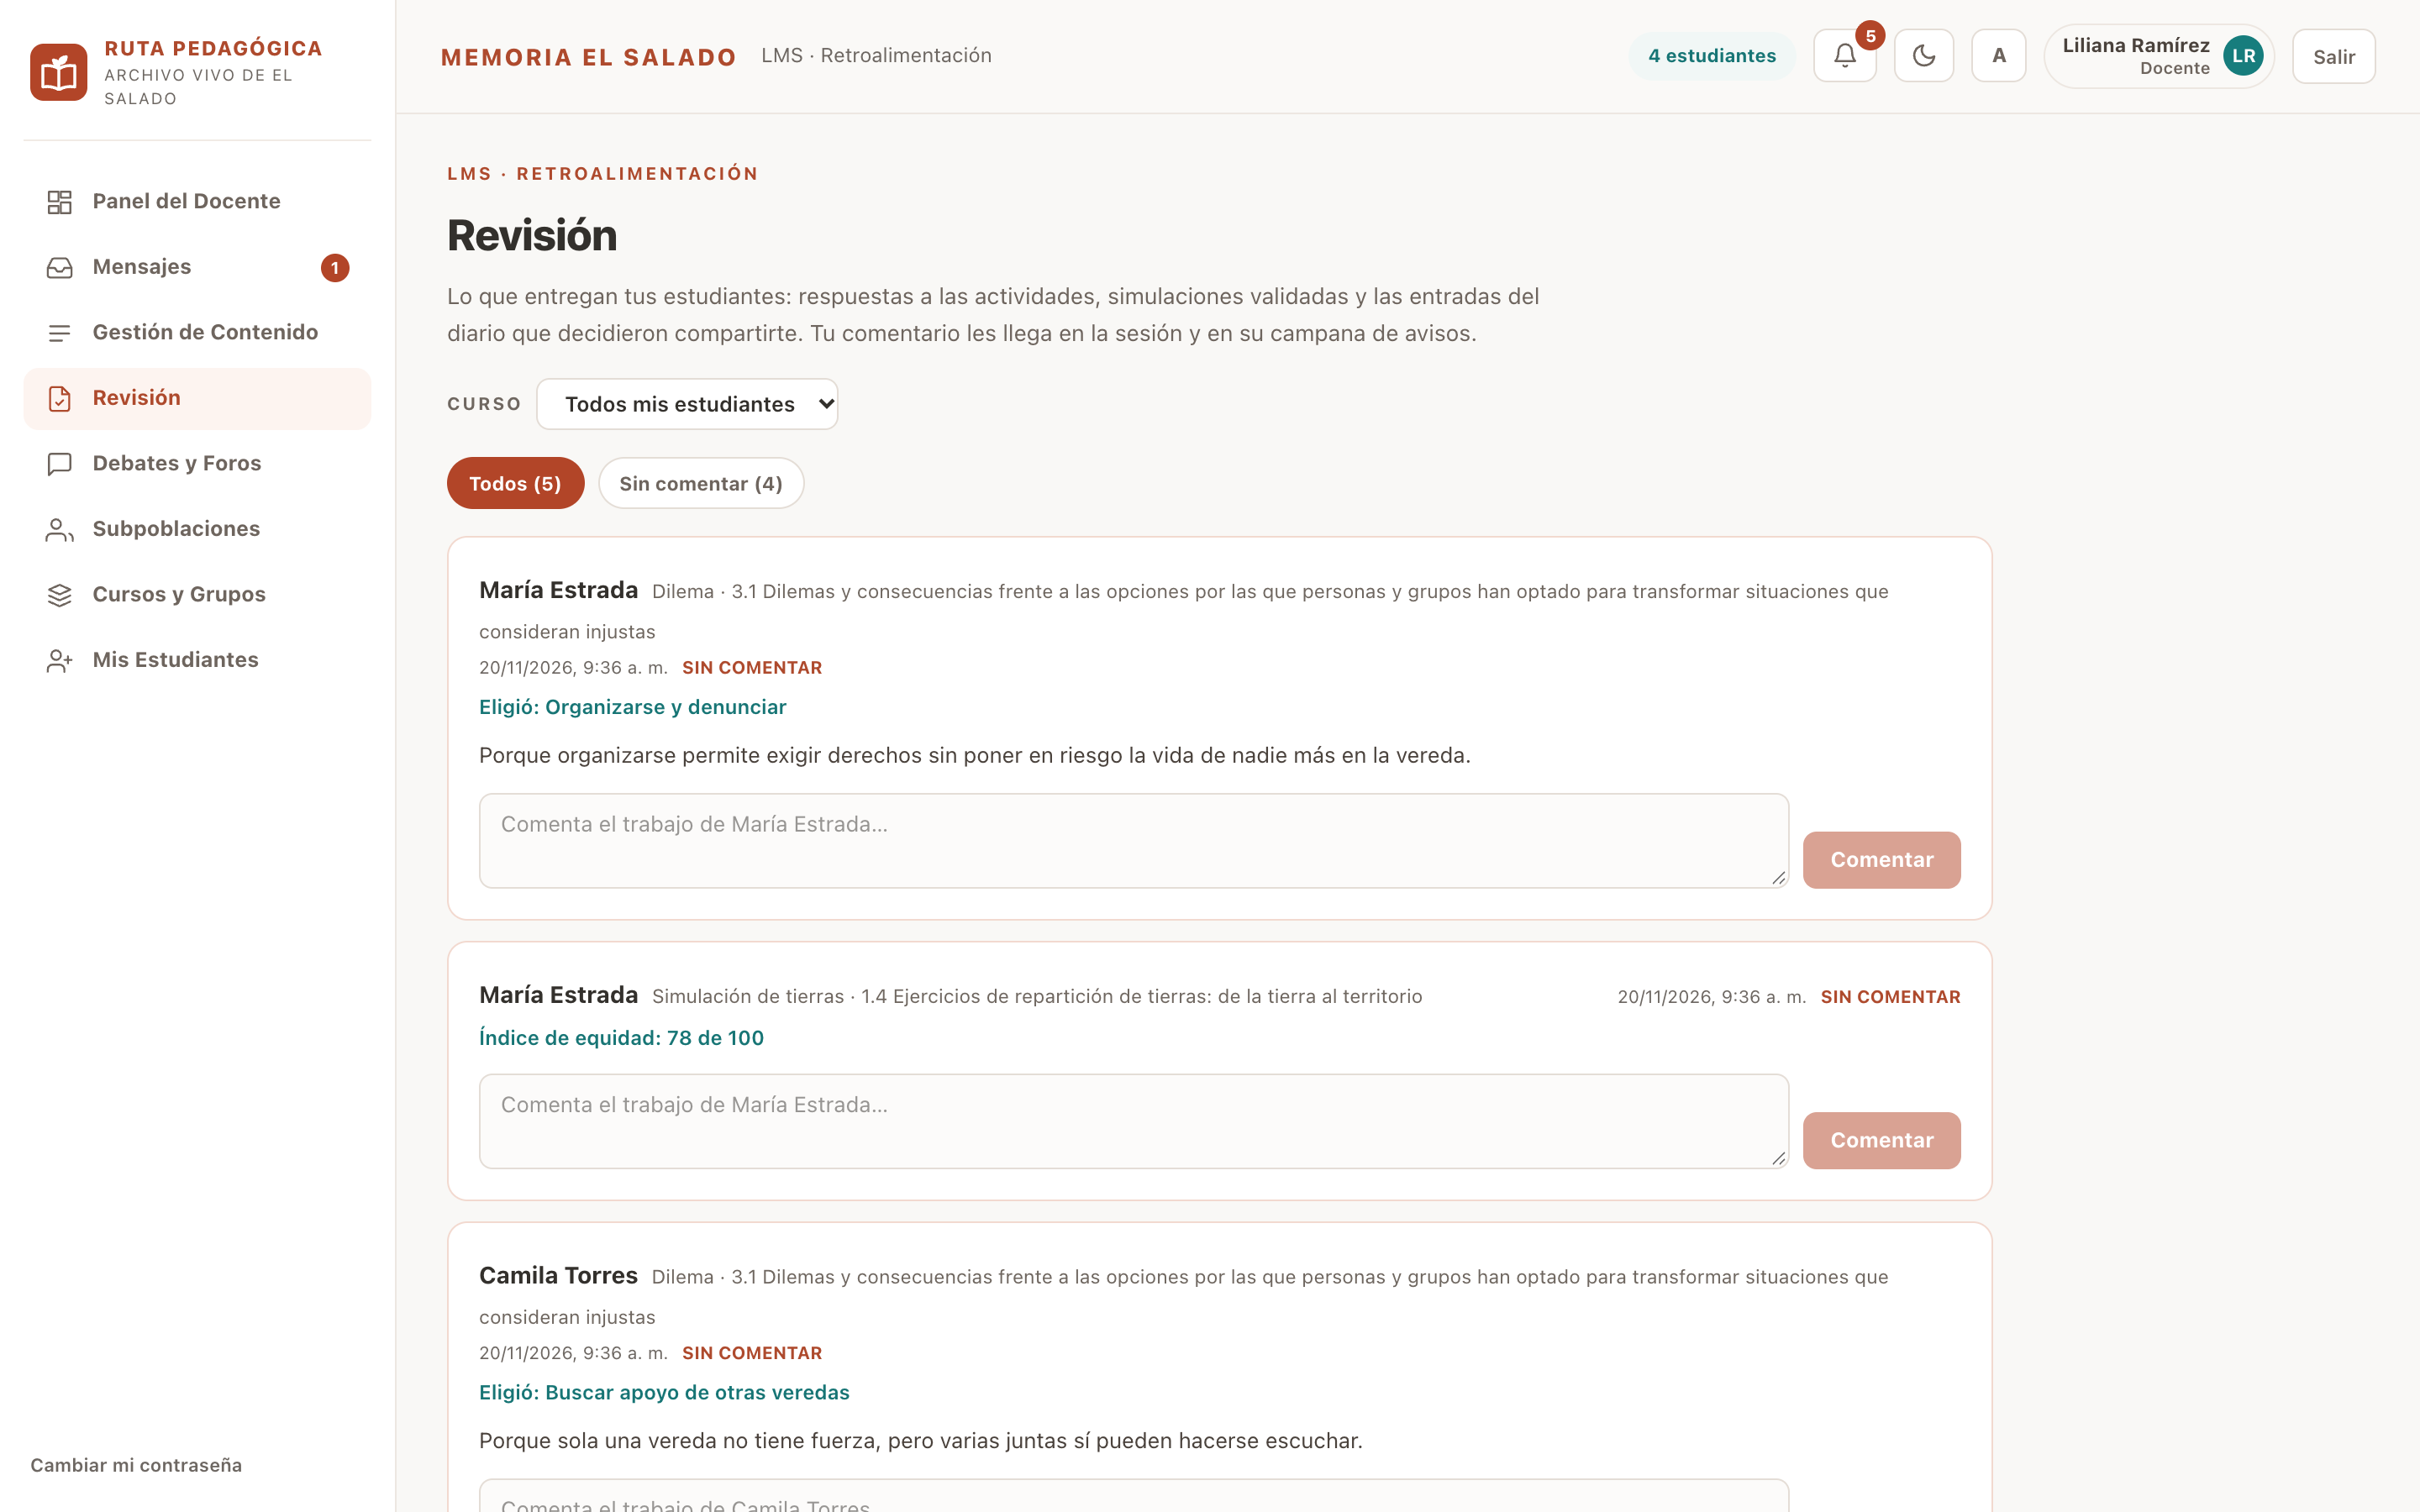 RUTA PEDAGÓGICA
ARCHIVO VIVO DE EL
SALADO
Panel del Docente
Mensajes 1
Gestión de Contenido
Revisión
Debates y Foros
Subpoblaciones
Cursos y Grupos
Mis Estudiantes
Cambiar mi contraseña
MEMORIA EL SALADO LMS · Retroalimentación
4 estudiantes
5
A
Liliana Ramírez
Docente
LR
Salir
LMS · RETROALIMENTACIÓN
Revisión
Lo que entregan tus estudiantes: respuestas a las actividades, simulaciones validadas y las entradas del
diario que decidieron compartirte. Tu comentario les llega en la sesión y en su campana de avisos.
CURSO Todos mis estudiantes
Todos (5) Sin comentar (4)
María Estrada Dilema · 3.1 Dilemas y consecuencias frente a las opciones por las que personas y grupos han optado para transformar situaciones que
consideran injustas
20/11/2026, 9:36 a. m. SIN COMENTAR
Eligió: Organizarse y denunciar
Porque organizarse permite exigir derechos sin poner en riesgo la vida de nadie más en la vereda.
Comenta el trabajo de María Estrada...
Comentar
María Estrada Simulación de tierras · 1.4 Ejercicios de repartición de tierras: de la tierra al territorio 20/11/2026, 9:36 a. m. SIN COMENTAR
Índice de equidad: 78 de 100
Comenta el trabajo de María Estrada...
Comentar
Camila Torres Dilema · 3.1 Dilemas y consecuencias frente a las opciones por las que personas y grupos han optado para transformar situaciones que
consideran injustas
20/11/2026, 9:36 a. m. SIN COMENTAR
Eligió: Buscar apoyo de otras veredas
Porque sola una vereda no tiene fuerza, pero varias juntas sí pueden hacerse escuchar.
Comenta el trabajo de Camila Torres